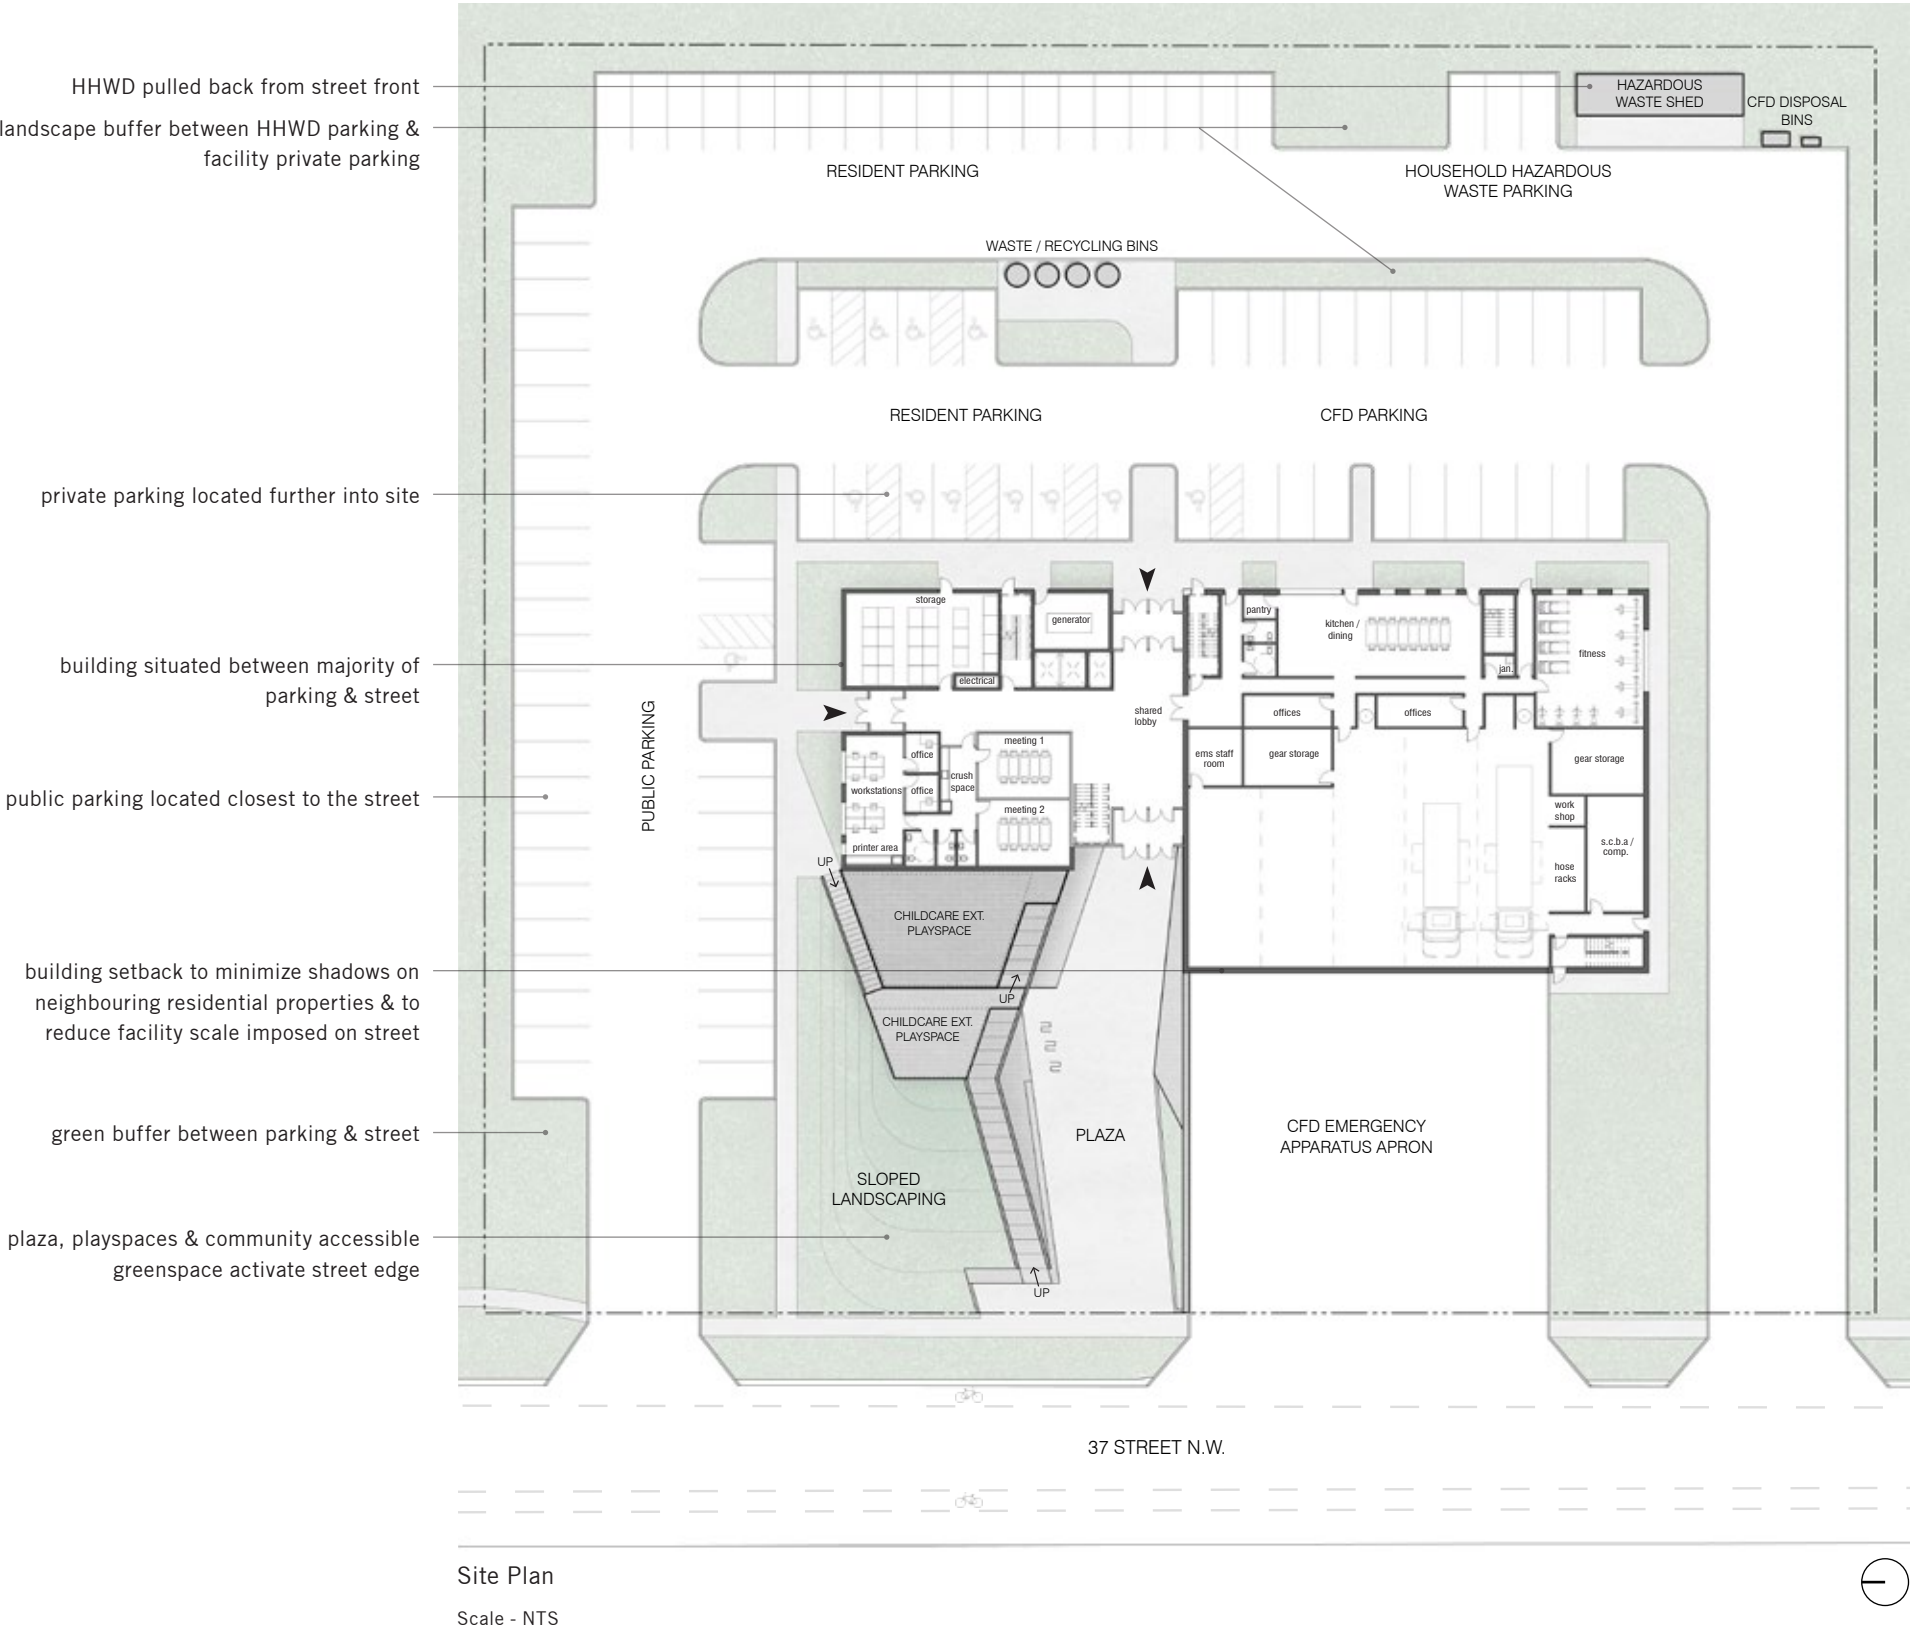 HHWD pulled back from street front
landscape buffer between HHWD parking &
facility private parking
private parking located further into site
building situated between majority of
parking & street
public parking located closest to the street
building setback to minimize shadows on
neighbouring residential properties & to
reduce facility scale imposed on street
green buffer between parking & street
plaza, playspaces & community accessible
greenspace activate street edge
HAZARDOUS
WASTE SHED
CFD DISPOSAL
BINS
RESIDENT PARKING
HOUSEHOLD HAZARDOUS
WASTE PARKING
WASTE / RECYCLING BINS
RESIDENT PARKING
CFD PARKING
PUBLIC PARKING
storage
generator
electrical
pantry
kitchen /
dining
jan.
fitness
shared
lobby
offices
offices
ems staff
room
gear storage
gear storage
work
shop
s.c.b.a /
comp.
hose
racks
office
workstations
office
crush
space
meeting 1
meeting 2
printer area
UP
CHILDCARE EXT.
PLAYSPACE
UP
CHILDCARE EXT.
PLAYSPACE
PLAZA
CFD EMERGENCY
APPARATUS APRON
SLOPED
LANDSCAPING
UP
37 STREET N.W.
Site Plan
Scale - NTS